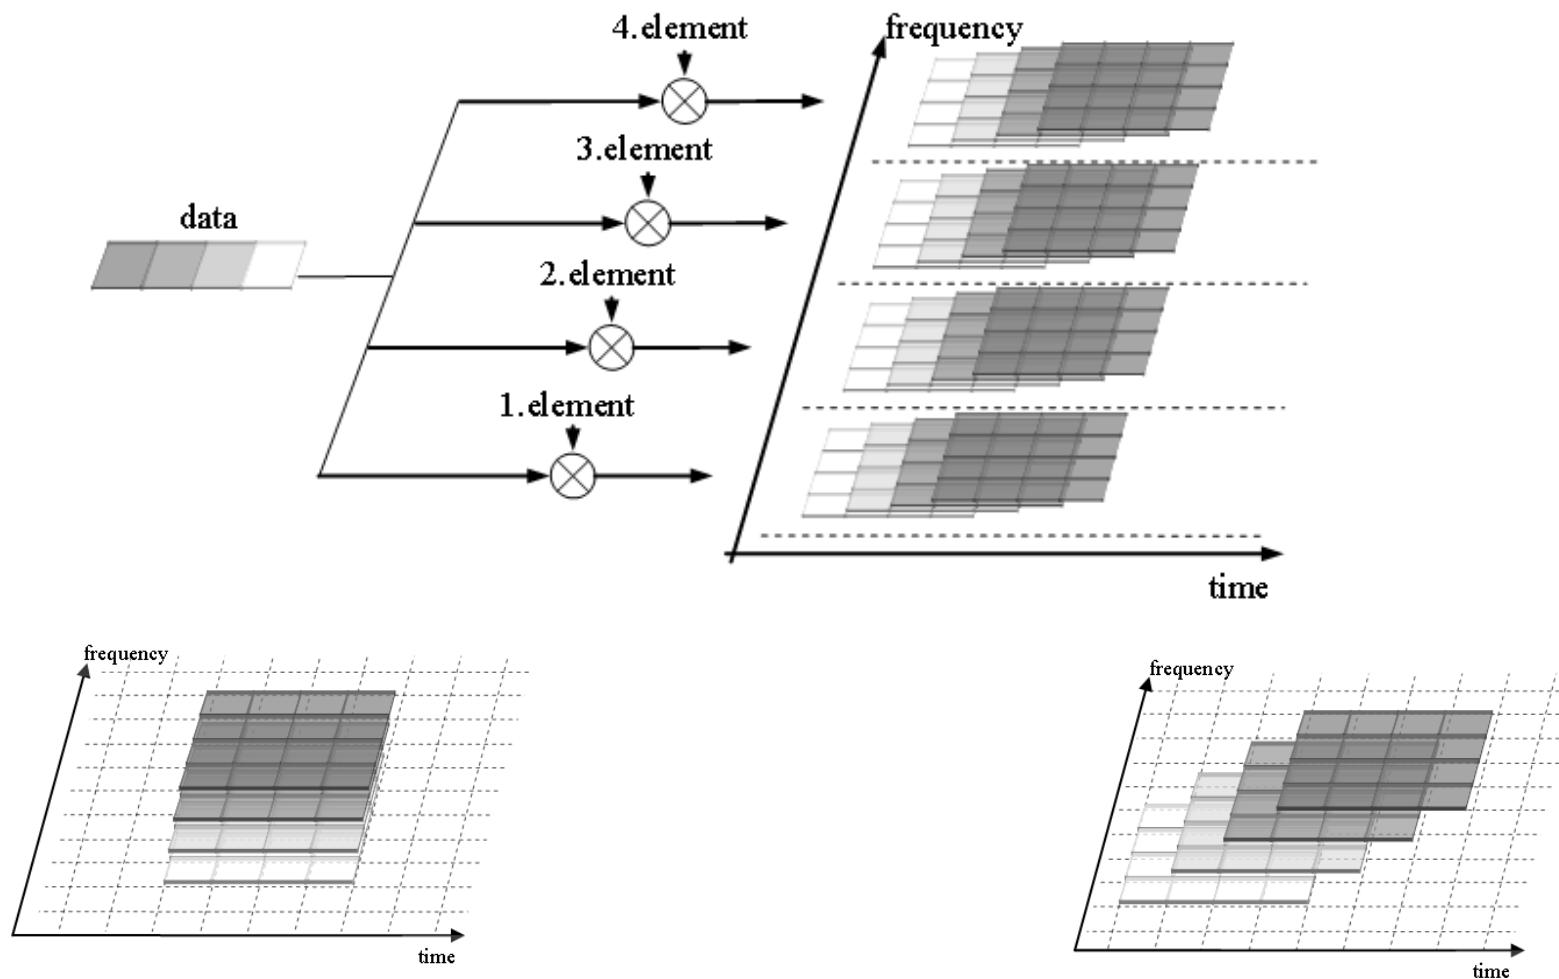 4.element
frequency
3.element
data
2.element
1.element
time
frequency
time
frequency
time